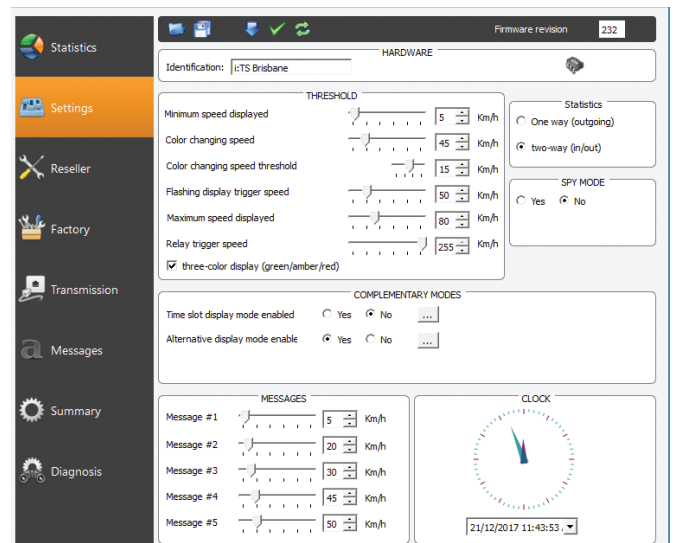 Firmware revision 232
Statistics
Settings
Reseller
Factory
Transmission
a Messages
Summary
Diagnosis
HARDWARE
Identification: i:TS Brisbane
THRESHOLD
Minimum speed displayed 5 Km/h
Color changing speed 45 Km/h
Color changing speed threshold 15 Km/h
Flashing display trigger speed 50 Km/h
Maximum speed displayed 80 Km/h
Relay trigger speed 255 Km/h
three-color display (green/amber/red)
Statistics
One way (outgoing)
two-way (in/out)
SPY MODE
Yes No
COMPLEMENTARY MODES
Time slot display mode enabled Yes No ...
Alternative display mode enable Yes No ...
MESSAGES
Message #1 5 Km/h
Message #2 20 Km/h
Message #3 30 Km/h
Message #4 45 Km/h
Message #5 50 Km/h
CLOCK
21/12/2017 11:43:53